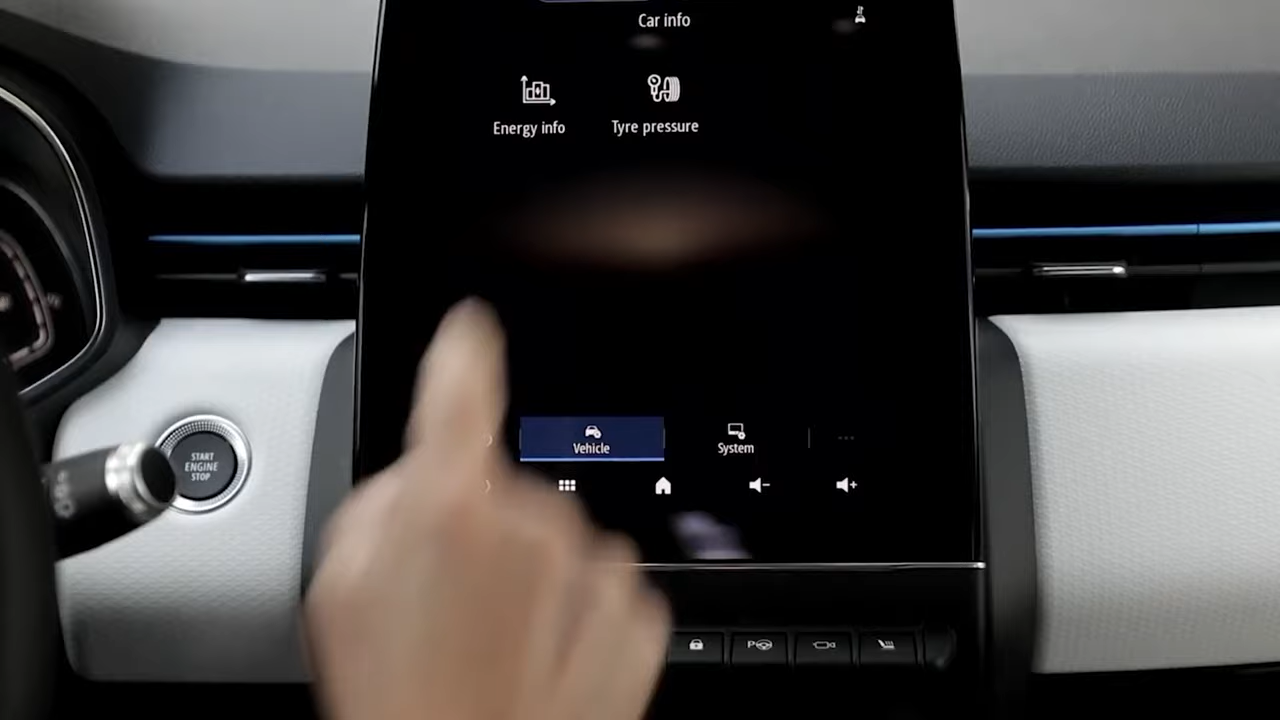 Car info
Energy info
Tyre pressure
Vehicle
System
START
ENGINE
STOP
P